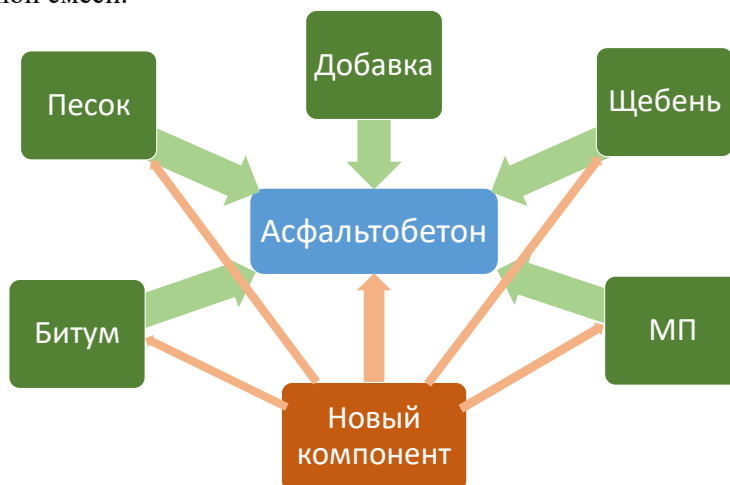 Добавка
Песок
Щебень
Асфальтобетон
Битум
МП
Новый
компонент